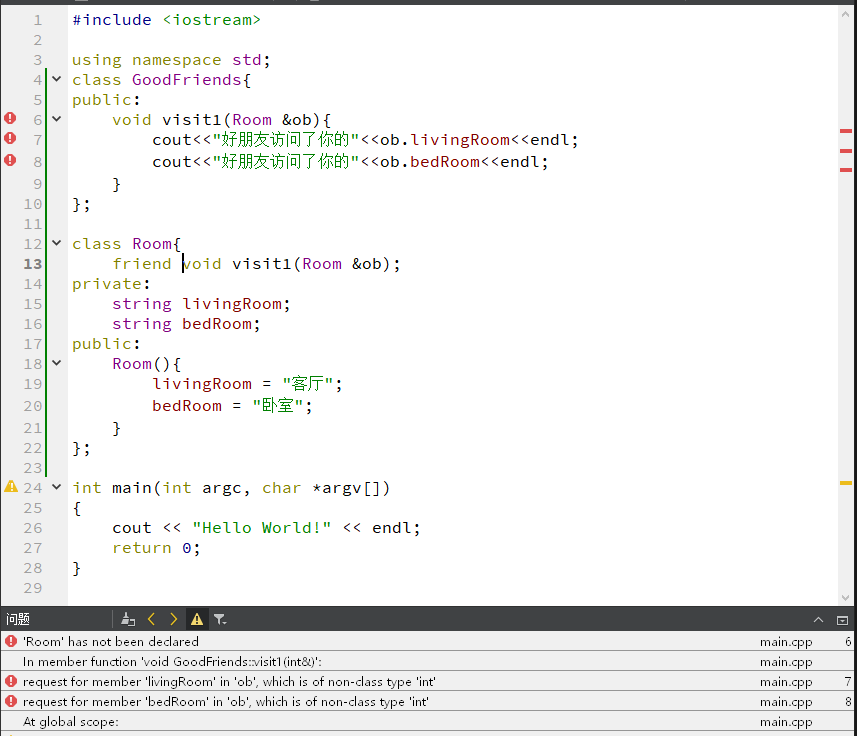 1 #include <iostream>
2
3 using namespace std;
4 class GoodFriends{
5 public:
6     void visit1(Room &ob){
7         cout<<"好朋友访问了你的"<<ob.livingRoom<<endl;
8         cout<<"好朋友访问了你的"<<ob.bedRoom<<endl;
9     }
10 };
11
12 class Room{
13     friend void visit1(Room &ob);
14 private:
15     string livingRoom;
16     string bedRoom;
17 public:
18     Room(){
19         livingRoom = "客厅";
20         bedRoom = "卧室";
21     }
22 };
23
24 int main(int argc, char *argv[])
25 {
26     cout << "Hello World!" << endl;
27     return 0;
28 }
29
问题
'Room' has not been declared main.cpp 6
In member function 'void GoodFriends::visit1(int&)': main.cpp
request for member 'livingRoom' in 'ob', which is of non-class type 'int' main.cpp 7
request for member 'bedRoom' in 'ob', which is of non-class type 'int' main.cpp 8
At global scope: main.cpp